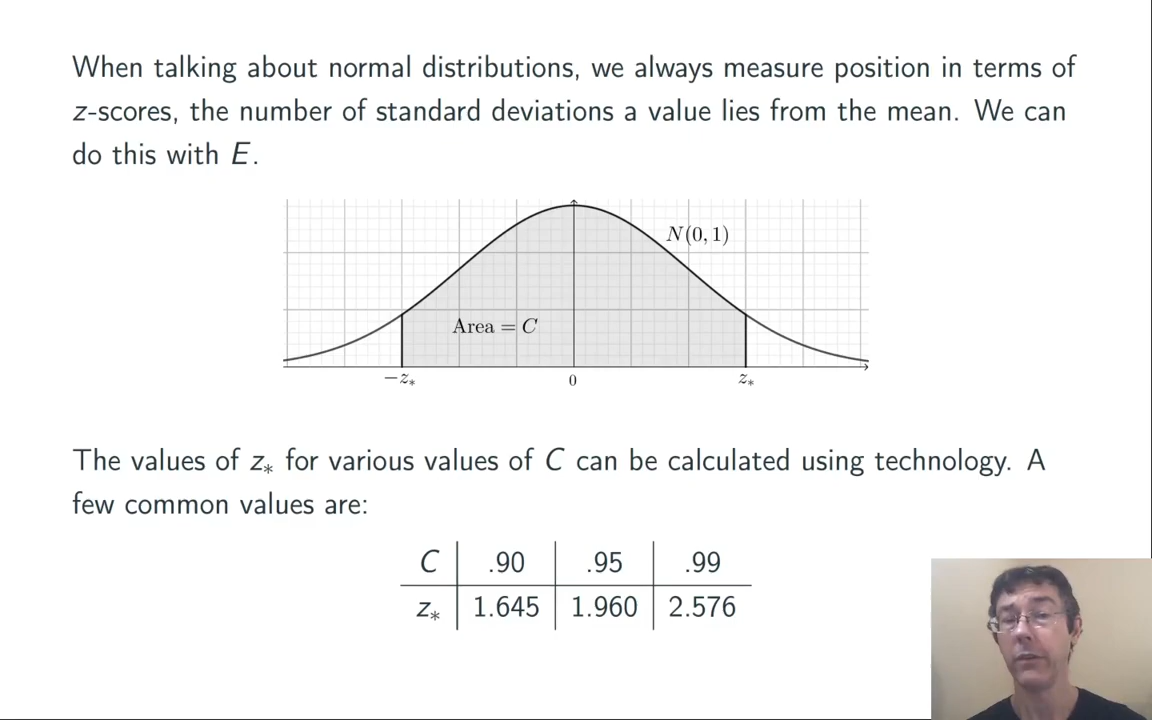 When talking about normal distributions, we always measure position in terms of
z-scores, the number of standard deviations a value lies from the mean. We can
do this with E.
N(0, 1)
Area = C
−z* 0 z*
The values of z* for various values of C can be calculated using technology. A
few common values are:
C .90 .95 .99
z* 1.645 1.960 2.576